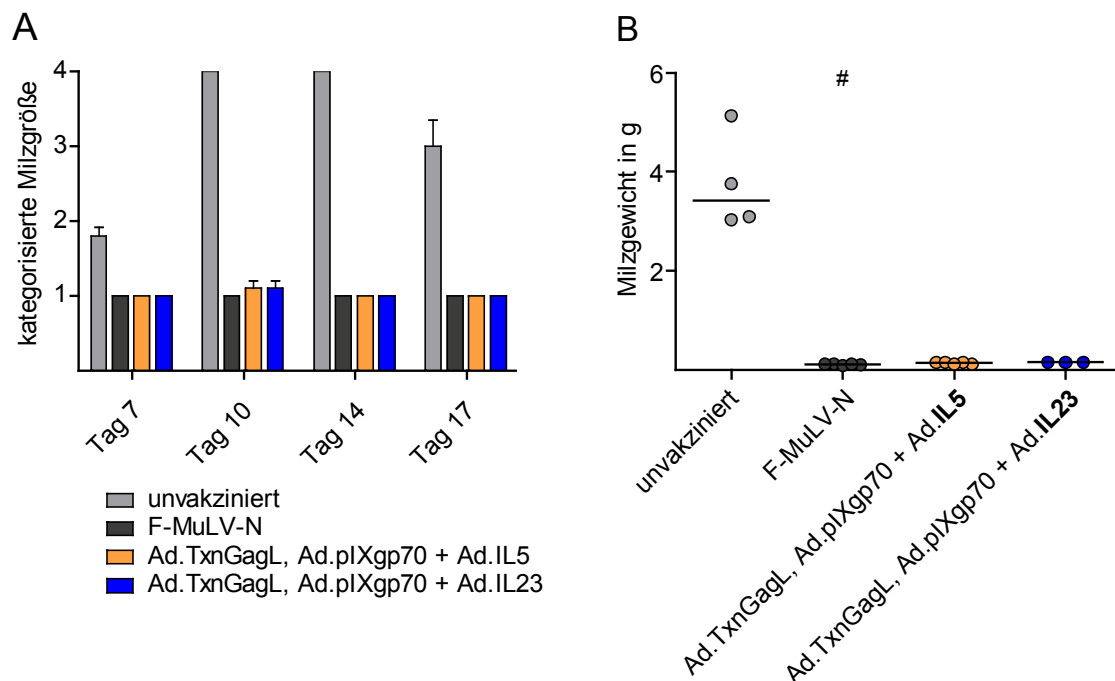 A
kategorisierte Milzgröße
4
3
2
1
Tag 7
Tag 10
Tag 14
Tag 17
unvakziniert
F-MuLV-N
Ad.TxnGagL, Ad.pIXgp70 + Ad.IL5
Ad.TxnGagL, Ad.pIXgp70 + Ad.IL23
B
Milzgewicht in g
6
4
2
#
unvakziniert
F-MuLV-N
Ad.TxnGagL, Ad.pIXgp70 + Ad.IL5
Ad.TxnGagL, Ad.pIXgp70 + Ad.IL23